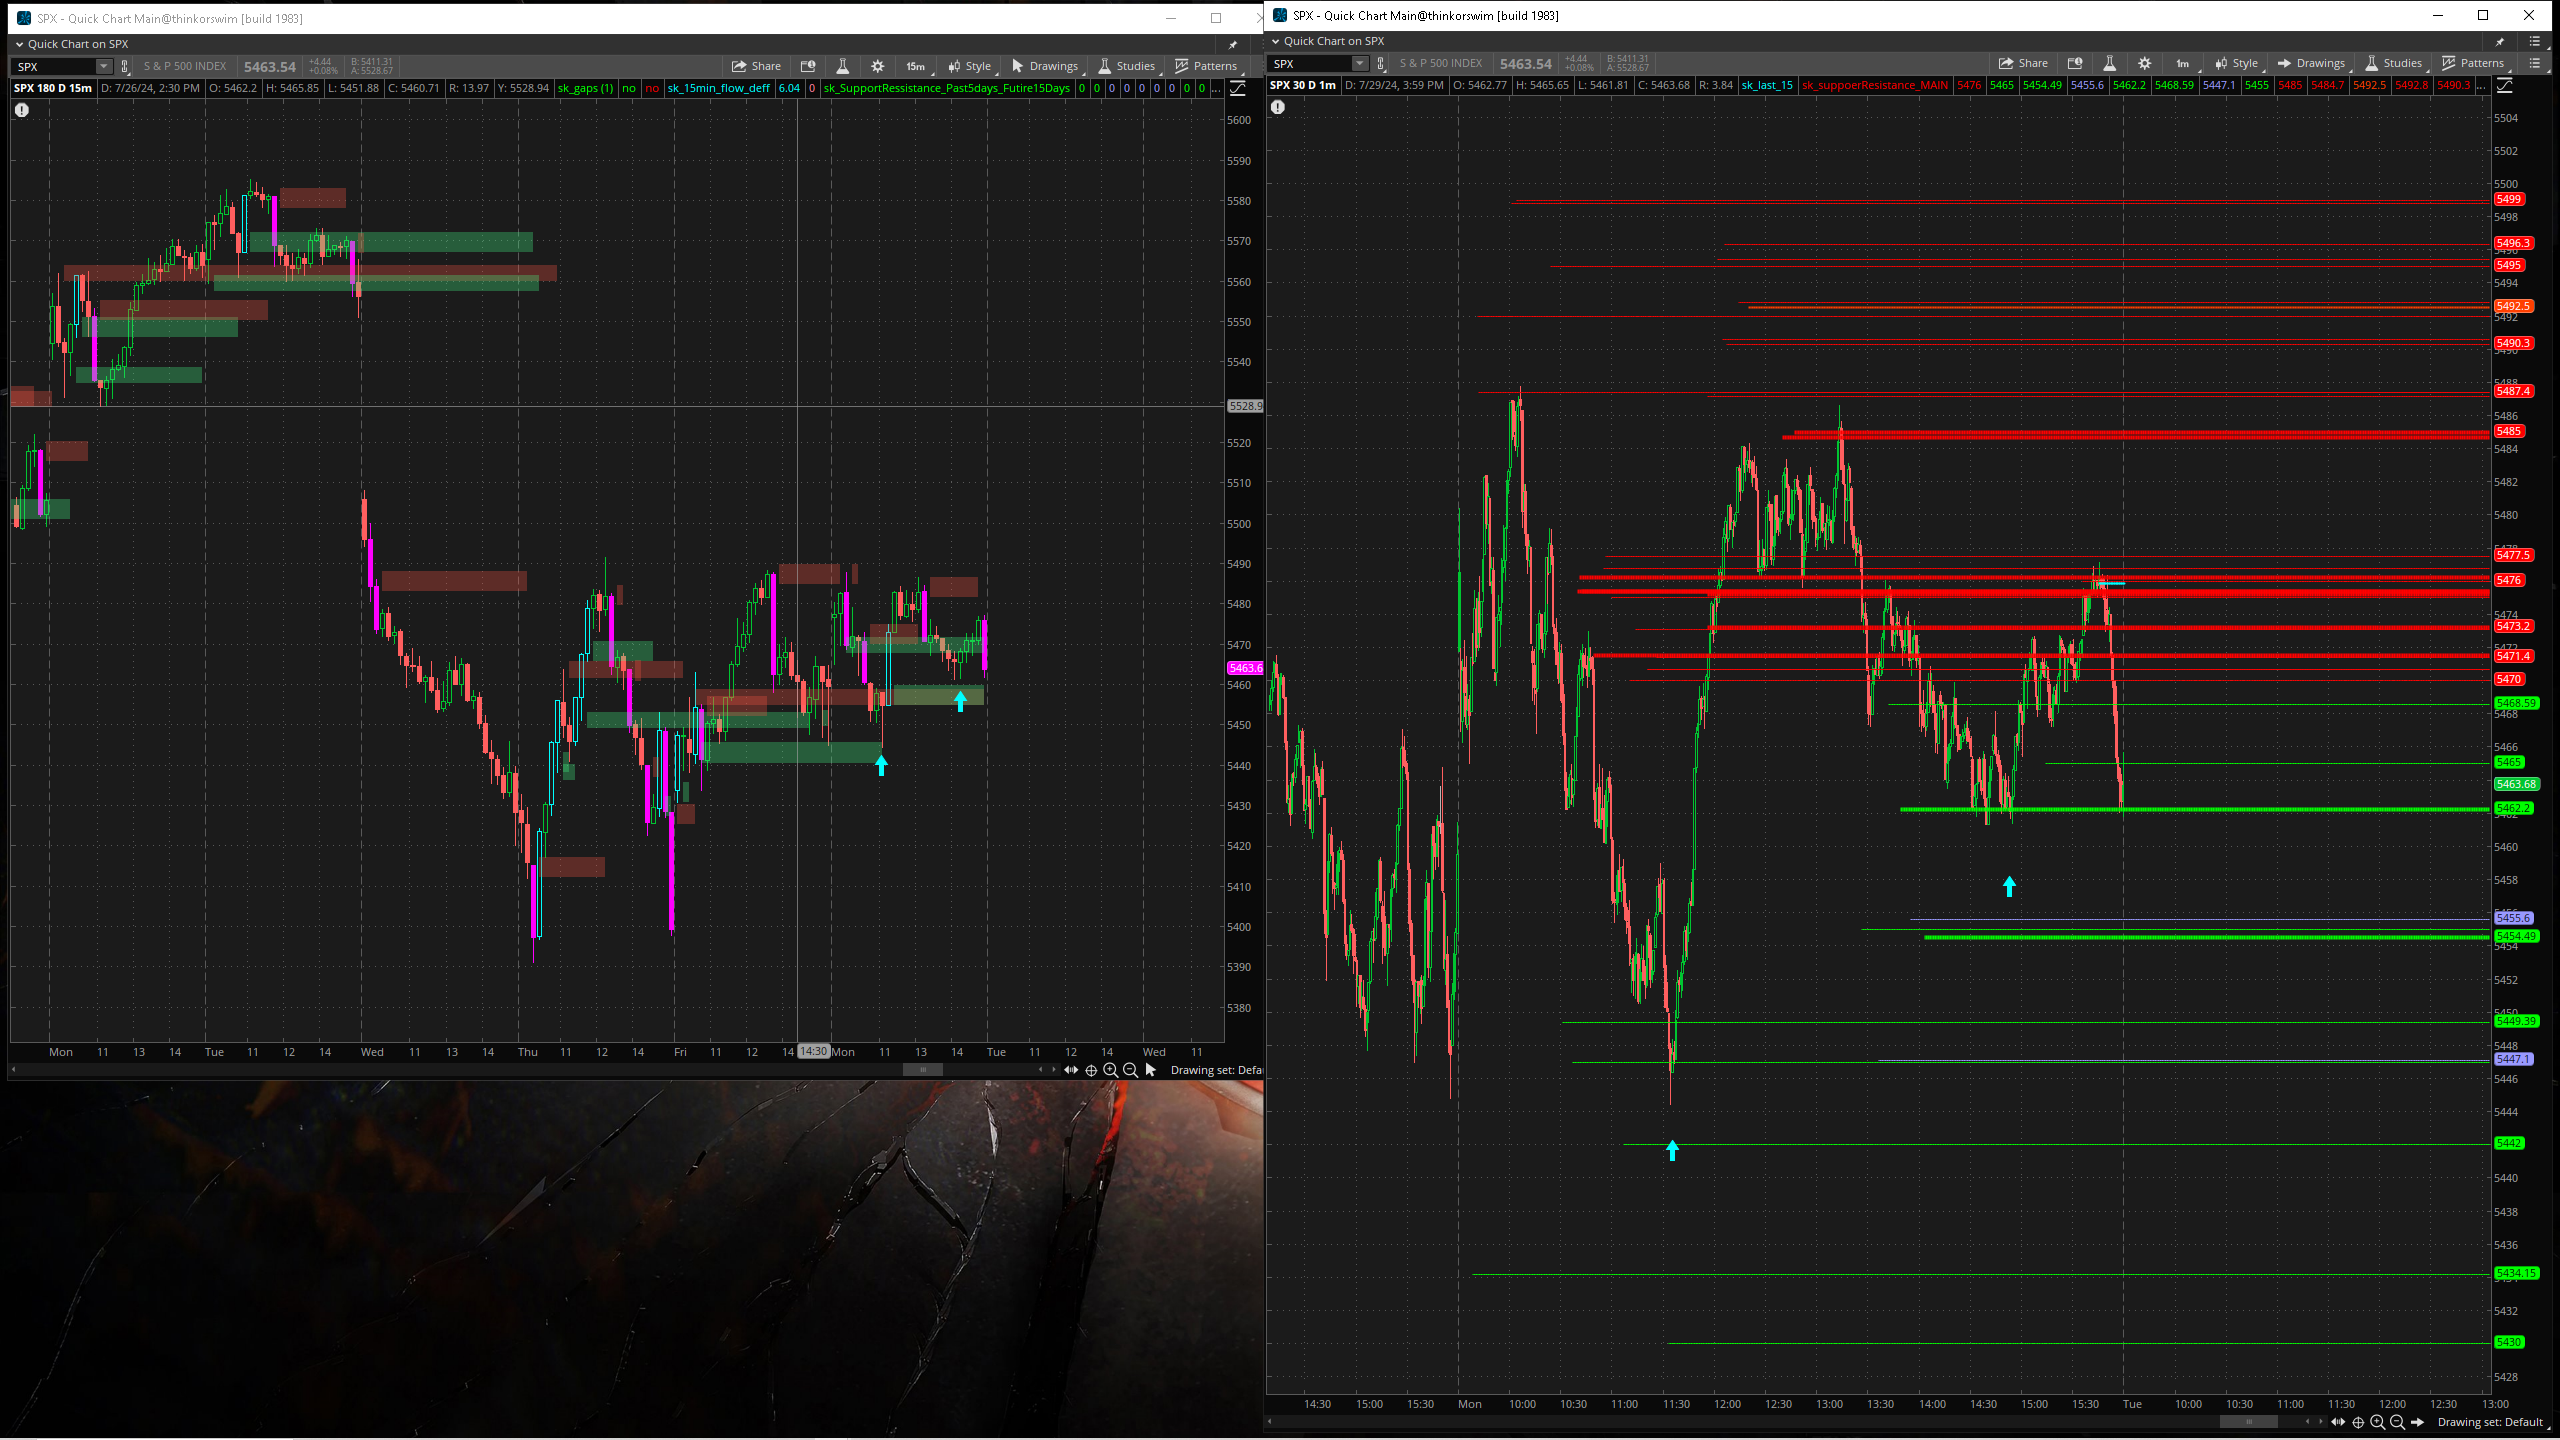 SPX - Quick Chart Main@thinkorswim [build 1983]
Quick Chart on SPX
SPX
S & P 500 INDEX
5463.54
+4.44
+0.08%
B: 5411.31
A: 5528.67
Share
15m
Style
Drawings
Studies
Patterns
SPX 180 D 15m D: 7/26/24, 2:30 PM O: 5462.2 H: 5465.85 L: 5451.88 C: 5460.71 R: 13.97 Y: 5528.94 sk_gaps (1) no no sk_15min_flow_deff 6.04 0 sk_SupportRessistance_Past5days_Futire15Days 0 0 0 0 0 0 0 0 0 ...
5600
5590
5580
5570
5560
5550
5540
5528.9
5520
5510
5500
5490
5480
5470
5463.6
5460
5450
5440
5430
5420
5410
5400
5390
5380
Mon 11 13 14 Tue 11 12 14 Wed 11 13 14 Thu 11 12 14 Fri 11 12 14 14:30 Mon 11 13 14 Tue 11 12 14 Wed 11
Drawing set: Defa
SPX - Quick Chart Main@thinkorswim [build 1983]
Quick Chart on SPX
SPX
S & P 500 INDEX
5463.54
+4.44
+0.08%
B: 5411.31
A: 5528.67
Share
1m
Style
Drawings
Studies
Patterns
SPX 30 D 1m D: 7/29/24, 3:59 PM O: 5462.77 H: 5465.65 L: 5461.81 C: 5463.68 R: 3.84 sk_last_15 sk_suppoerResistance_MAIN 5476 5465 5454.49 5455.6 5462.2 5468.59 5447.1 5455 5485 5484.7 5492.5 5492.8 5490.3 ...
5504
5502
5500
5499
5498
5496.3
5495
5494
5492.5
5492
5490.3
5487.4
5486
5485
5484
5482
5480
5477.5
5476
5474
5473.2
5471.4
5470
5468.59
5468
5466
5465
5463.68
5462.2
5460
5458
5455.6
5454.49
5454
5452
5449.39
5448
5447.1
5446
5444
5442
5440
5438
5436
5434.15
5432
5430
5428
14:30 15:00 15:30 Mon 10:00 10:30 11:00 11:30 12:00 12:30 13:00 13:30 14:00 14:30 15:00 15:30 Tue 10:00 10:30 11:00 11:30 12:00 12:30 13:00
Drawing set: Default